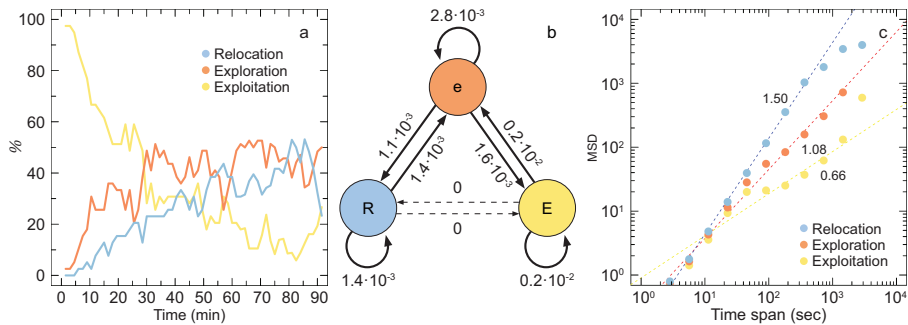 a
100
80
60
40
20
0
%
Relocation
Exploration
Exploitation
0 10 20 30 40 50 60 70 80 90
Time (min)
b
2.8·10⁻³
e
1.1·10⁻³
1.4·10⁻³
0.2·10⁻²
1.6·10⁻³
0
0
R
E
1.4·10⁻³
0.2·10⁻²
c
10⁴
10³
10²
10¹
10⁰
MSD
1.50
1.08
0.66
Relocation
Exploration
Exploitation
10⁰ 10¹ 10² 10³ 10⁴
Time span (sec)